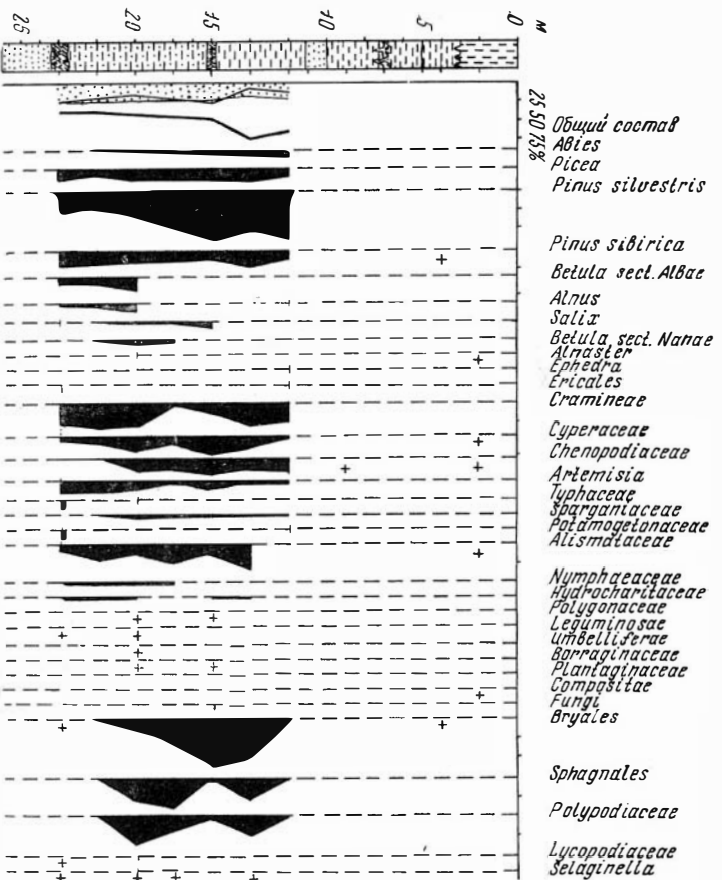 25 20 15 10 5 0 м
25 50 75%
Общий состав
Abies
Picea
Pinus silvestris
Pinus sibirica
Betula sect. Albae
Alnus
Salix
Betula sect. Nanae
Alnaster
Ephedra
Ericales
Cramineae
Cyperaceae
Chenopodiaceae
Artemisia
Typhaceae
Sparganiaceae
Potamogetonaceae
Alismataceae
Nymphaeaceae
Hydrocharitaceae
Polygonaceae
Leguminosae
Umbelliferae
Borraginaceae
Plantaginaceae
Compositae
Fungi
Bryales
Sphagnales
Polypodiaceae
Lycopodiaceae
Selaginella